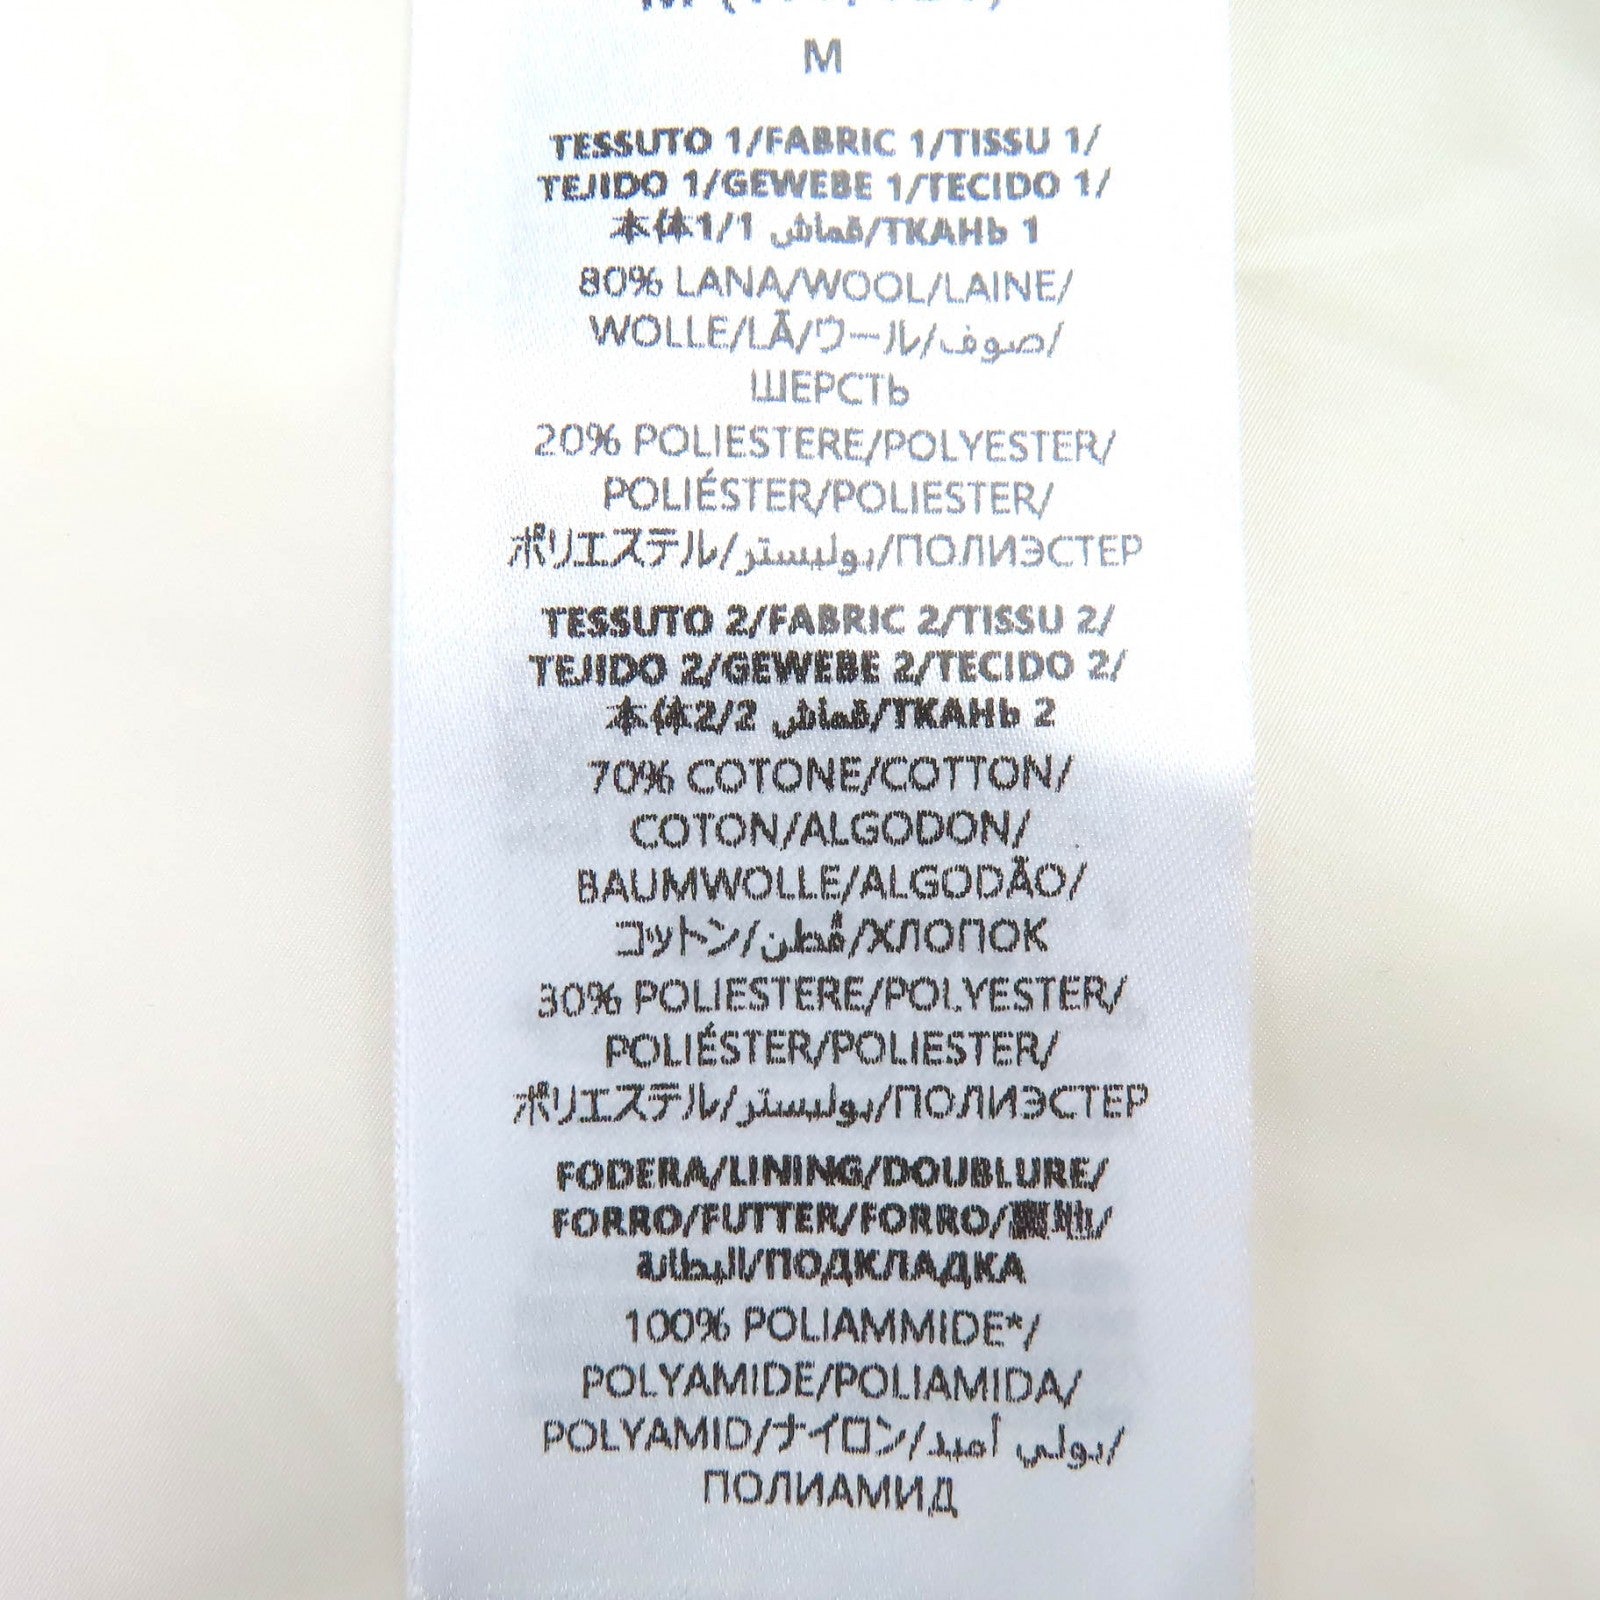 M
TESSUTO 1/FABRIC 1/TISSU 1/
TEJIDO 1/GEWEBE 1/TECIDO 1/
本体1/1 قماش/ТКАНЬ 1
80% LANA/WOOL/LAINE/
WOLLE/LÃ/ウール/صوف/
ШЕРСТЬ
20% POLIESTERE/POLYESTER/
POLIÉSTER/POLIESTER/
ポリエステル/بوليستر/ПОЛИЭСТЕР
TESSUTO 2/FABRIC 2/TISSU 2/
TEJIDO 2/GEWEBE 2/TECIDO 2/
本体2/2 قماش/ТКАНЬ 2
70% COTONE/COTTON/
COTON/ALGODON/
BAUMWOLLE/ALGODÃO/
コットン/قطن/ХЛОПОК
30% POLIESTERE/POLYESTER/
POLIÉSTER/POLIESTER/
ポリエステル/بوليستر/ПОЛИЭСТЕР
FODERA/LINING/DOUBLURE/
FORRO/FUTTER/FORRO/裏地/
البطانة/ПОДКЛАДКА
100% POLIAMMIDE*/
POLYAMIDE/POLIAMIDA/
POLYAMID/ナイロン/بولي أميد/
ПОЛИАМИД